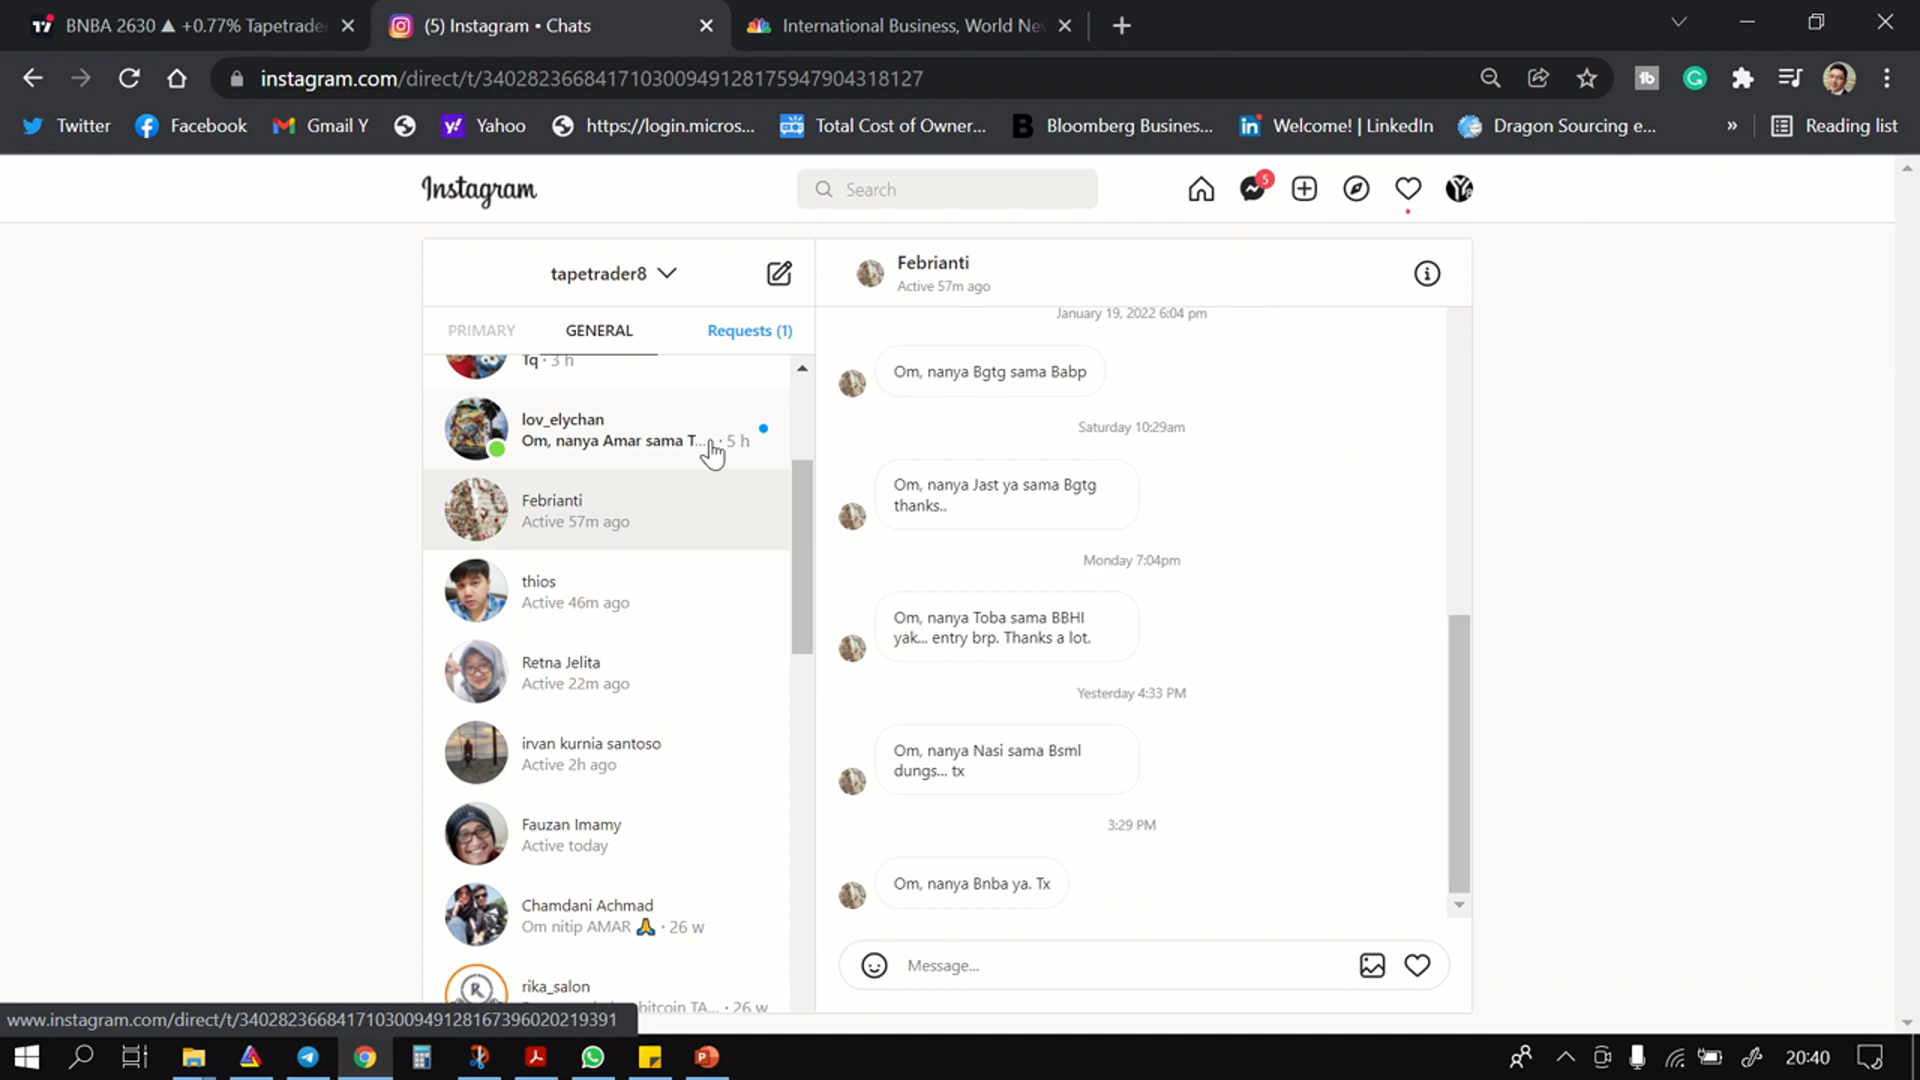 BNBA 2630 ▲ +0.77% Tapetrade
(5) Instagram • Chats
International Business, World Ne
instagram.com/direct/t/340282366841710300949128175947904318127
Twitter
Facebook
Gmail Y
Yahoo
https://login.micros...
Total Cost of Owner...
Bloomberg Busines...
Welcome! | LinkedIn
Dragon Sourcing e...
»
Reading list
Instagram
Search
5
tapetrader8
PRIMARY
GENERAL
Requests (1)
Tq · 3 h
lov_elychan
Om, nanya Amar sama T... · 5 h
Febrianti
Active 57m ago
thios
Active 46m ago
Retna Jelita
Active 22m ago
irvan kurnia santoso
Active 2h ago
Fauzan Imamy
Active today
Chamdani Achmad
Om nitip AMAR 🙏 · 26 w
rika_salon
bitcoin TA... · 26 w
Febrianti
Active 57m ago
January 19, 2022 6:04 pm
Om, nanya Bgtg sama Babp
Saturday 10:29am
Om, nanya Jast ya sama Bgtg
thanks..
Monday 7:04pm
Om, nanya Toba sama BBHI
yak... entry brp. Thanks a lot.
Yesterday 4:33 PM
Om, nanya Nasi sama Bsml
dungs... tx
3:29 PM
Om, nanya Bnba ya. Tx
Message...
www.instagram.com/direct/t/340282366841710300949128167396020219391
20:40